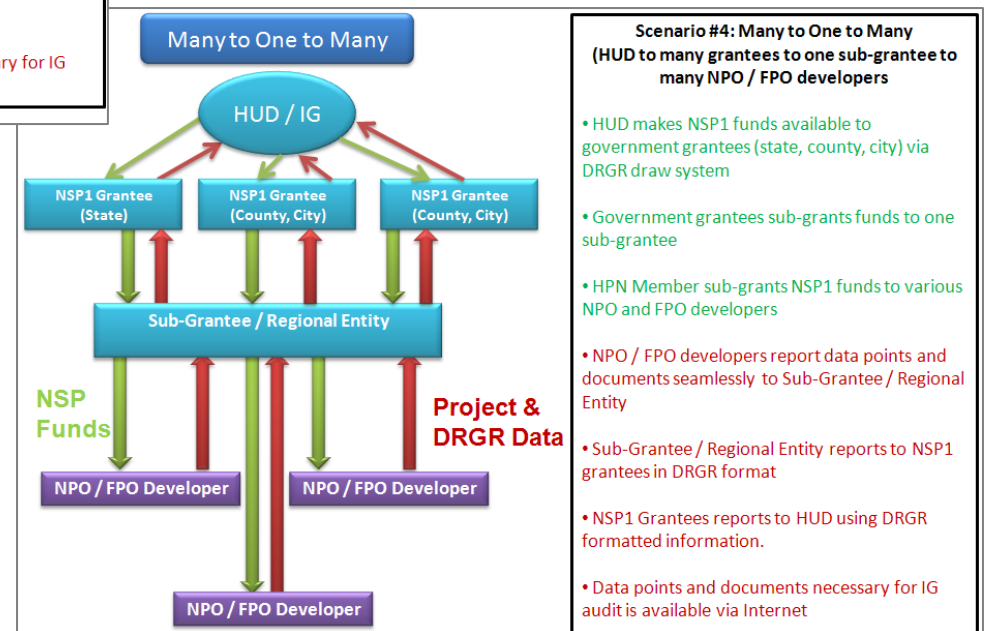 ry for IG
Many to One to Many
HUD / IG
NSP1 Grantee
(State)
NSP1 Grantee
(County, City)
NSP1 Grantee
(County, City)
Sub-Grantee / Regional Entity
NSP
Funds
Project &
DRGR Data
NPO / FPO Developer
NPO / FPO Developer
NPO / FPO Developer
Scenario #4: Many to One to Many
(HUD to many grantees to one sub-grantee to
many NPO / FPO developers
• HUD makes NSP1 funds available to
government grantees (state, county, city) via
DRGR draw system
• Government grantees sub-grants funds to one
sub-grantee
• HPN Member sub-grants NSP1 funds to various
NPO and FPO developers
• NPO / FPO developers report data points and
documents seamlessly to Sub-Grantee / Regional
Entity
• Sub-Grantee / Regional Entity reports to NSP1
grantees in DRGR format
• NSP1 Grantees reports to HUD using DRGR
formatted information.
• Data points and documents necessary for IG
audit is available via Internet